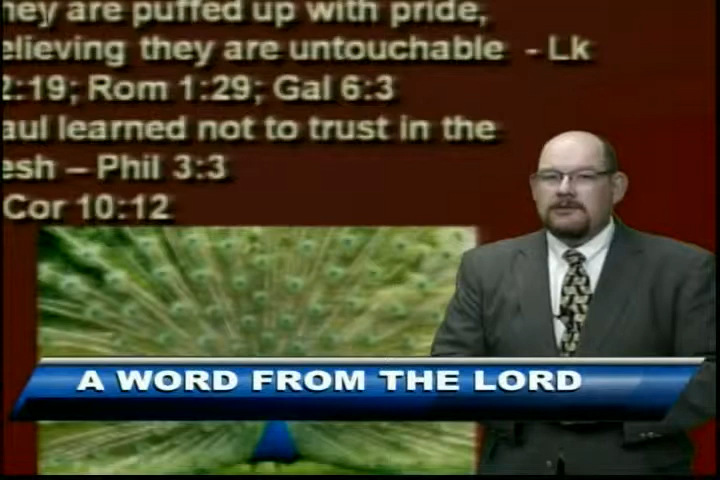 hey are puffed up with pride,
elieving they are untouchable - Lk
2:19; Rom 1:29; Gal 6:3
aul learned not to trust in the
esh – Phil 3:3
Cor 10:12
A WORD FROM THE LORD